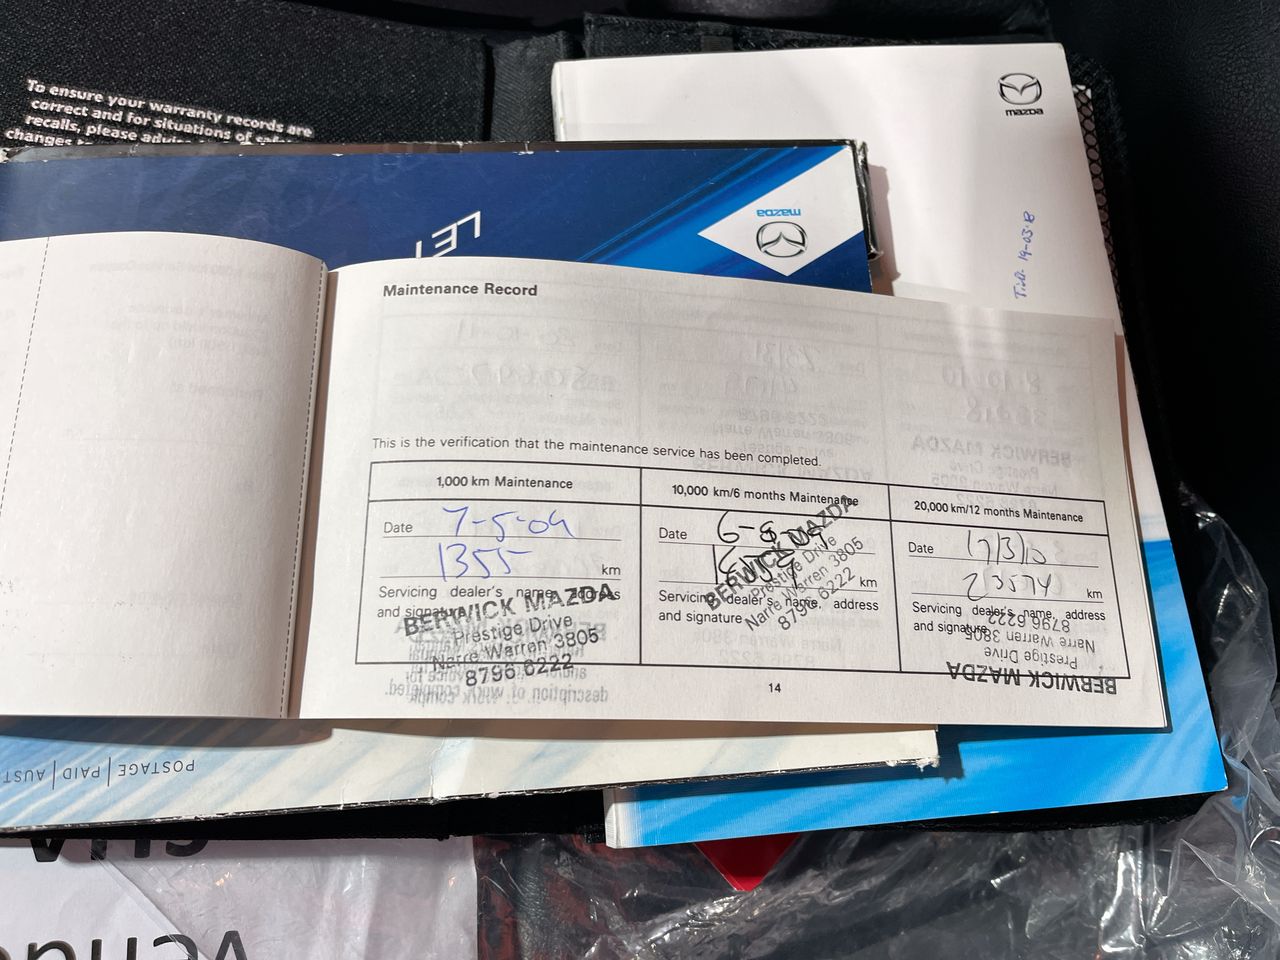 To ensure your warranty records are
correct and for situations of
recalls, please
changes
mazda
T.W. 19-03-18
mazda
LET
Maintenance Record
This is the verification that the maintenance service has been completed.
1,000 km Maintenance
Date 7-5-09
1355 km
Servicing dealer's name, address
and signature
BERWICK MAZDA
Prestige Drive
Narre Warren 3805
8796 6222
10,000 km/6 months Maintenance
Date 6-8-09
km
Servicing dealer's name, address
and signature
BERWICK MAZDA
Prestige Drive
Narre Warren 3805
8796 6222
20,000 km/12 months Maintenance
Date 17/3/10
23574 km
Servicing dealer's name, address
and signature
BERWICK MAZDA
Prestige Drive
Narre Warren 3805
8796 6222
14
POSTAGE PAID AUST